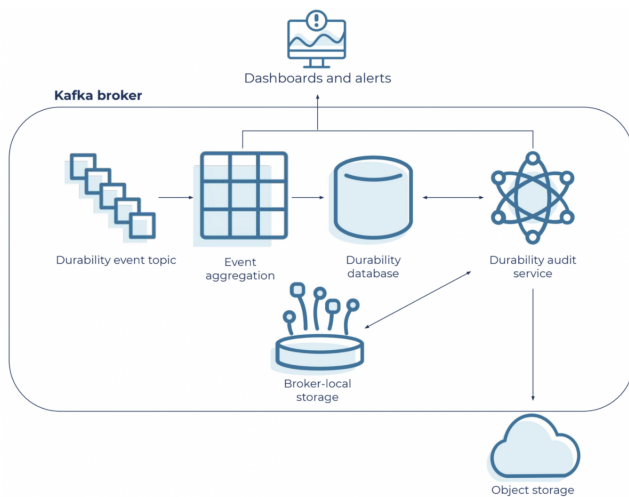 Dashboards and alerts
Kafka broker
Durability event topic
Event
aggregation
Durability
database
Durability audit
service
Broker-local
storage
Object storage